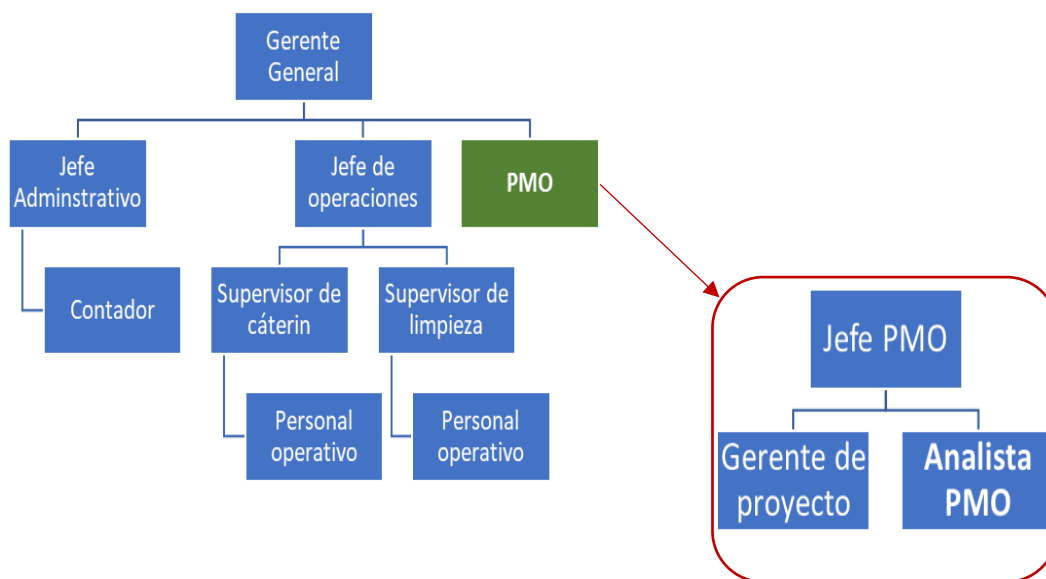 Gerente
General
Jefe
Adminstrativo
Jefe de
operaciones
PMO
Contador
Supervisor de
cáterin
Supervisor de
limpieza
Personal
operativo
Personal
operativo
Jefe PMO
Gerente de
proyecto
Analista
PMO